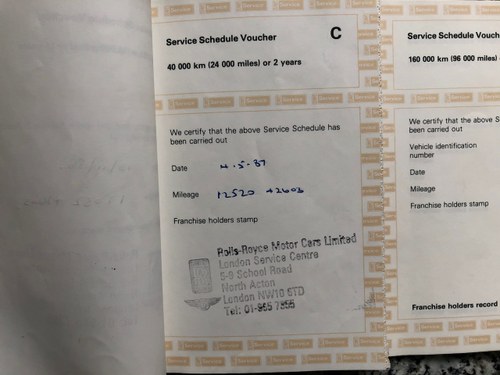 Service Schedule Voucher
C
40 000 km (24 000 miles) or 2 years
We certify that the above Service Schedule has
been carried out
Date 4.5.87
Mileage 12520 42603
Franchise holders stamp
Rolls-Royce Motor Cars Limited
London Service Centre
5-9 School Road
North Acton
London NW10 6TD
Tel: 01-965 7355
Service Schedule Vouch
160 000 km (96 000 miles)
We certify that the above S
been carried out
Vehicle identification
number
Date
Mileage
Franchise holders stamp
Franchise holders record